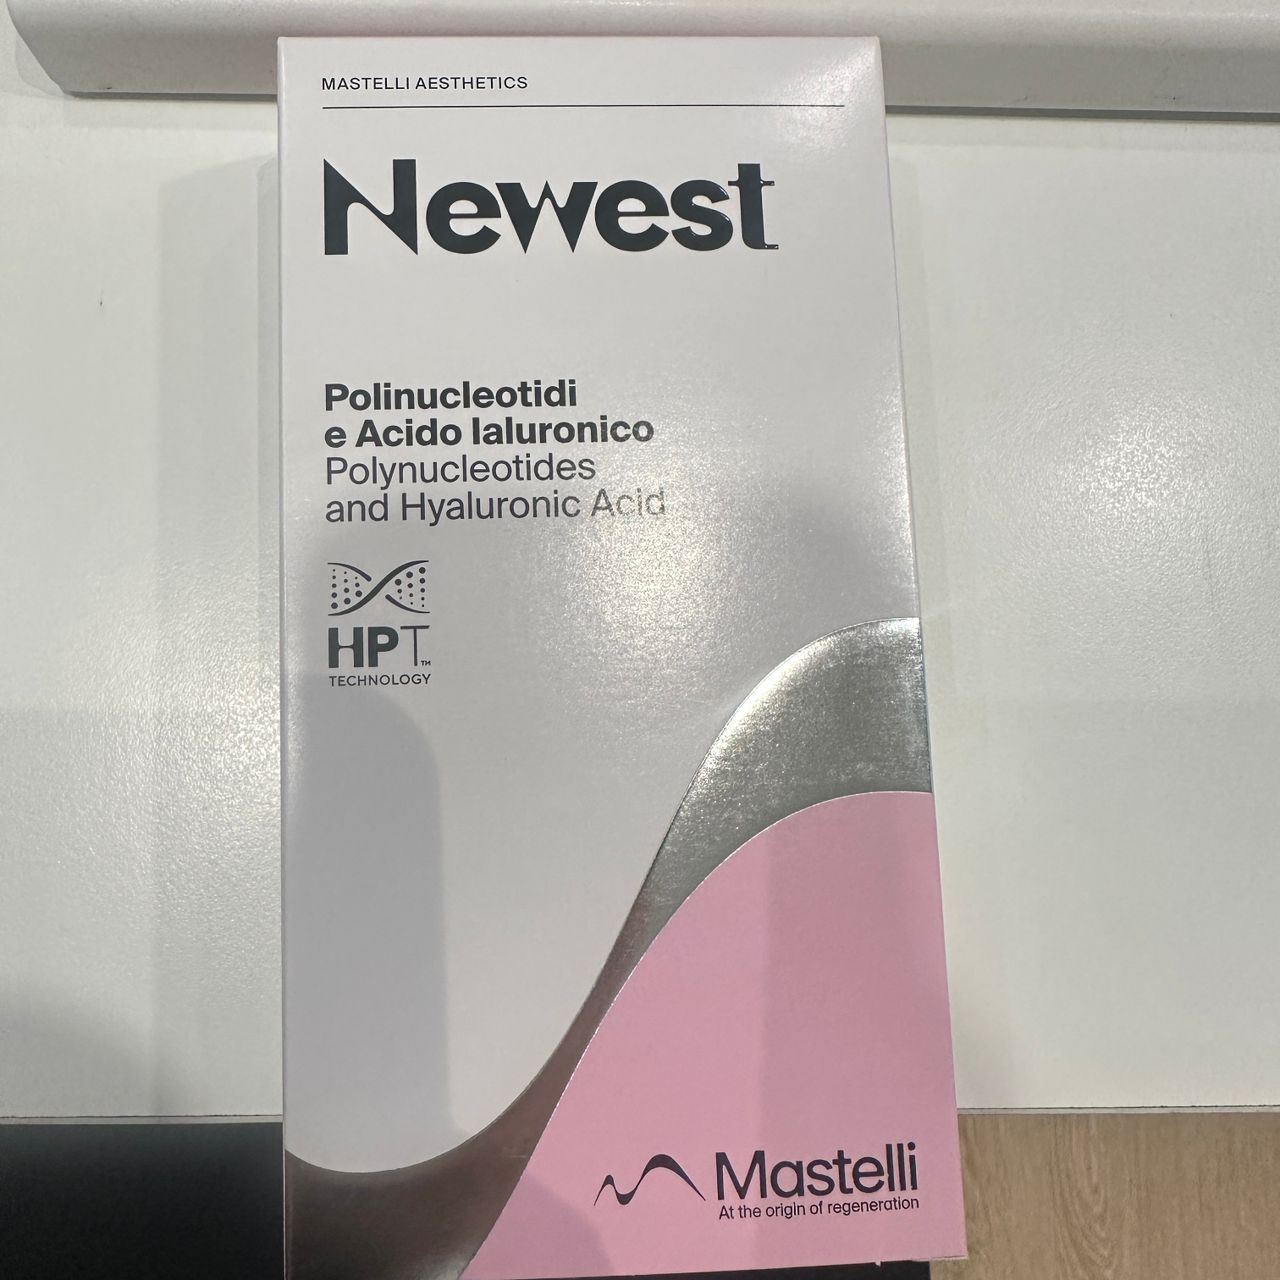 MASTELLI AESTHETICS
Newest
Polinucleotidi
e Acido Ialuronico
Polynucleotides
and Hyaluronic Acid
HPT™
TECHNOLOGY
Mastelli
At the origin of regeneration